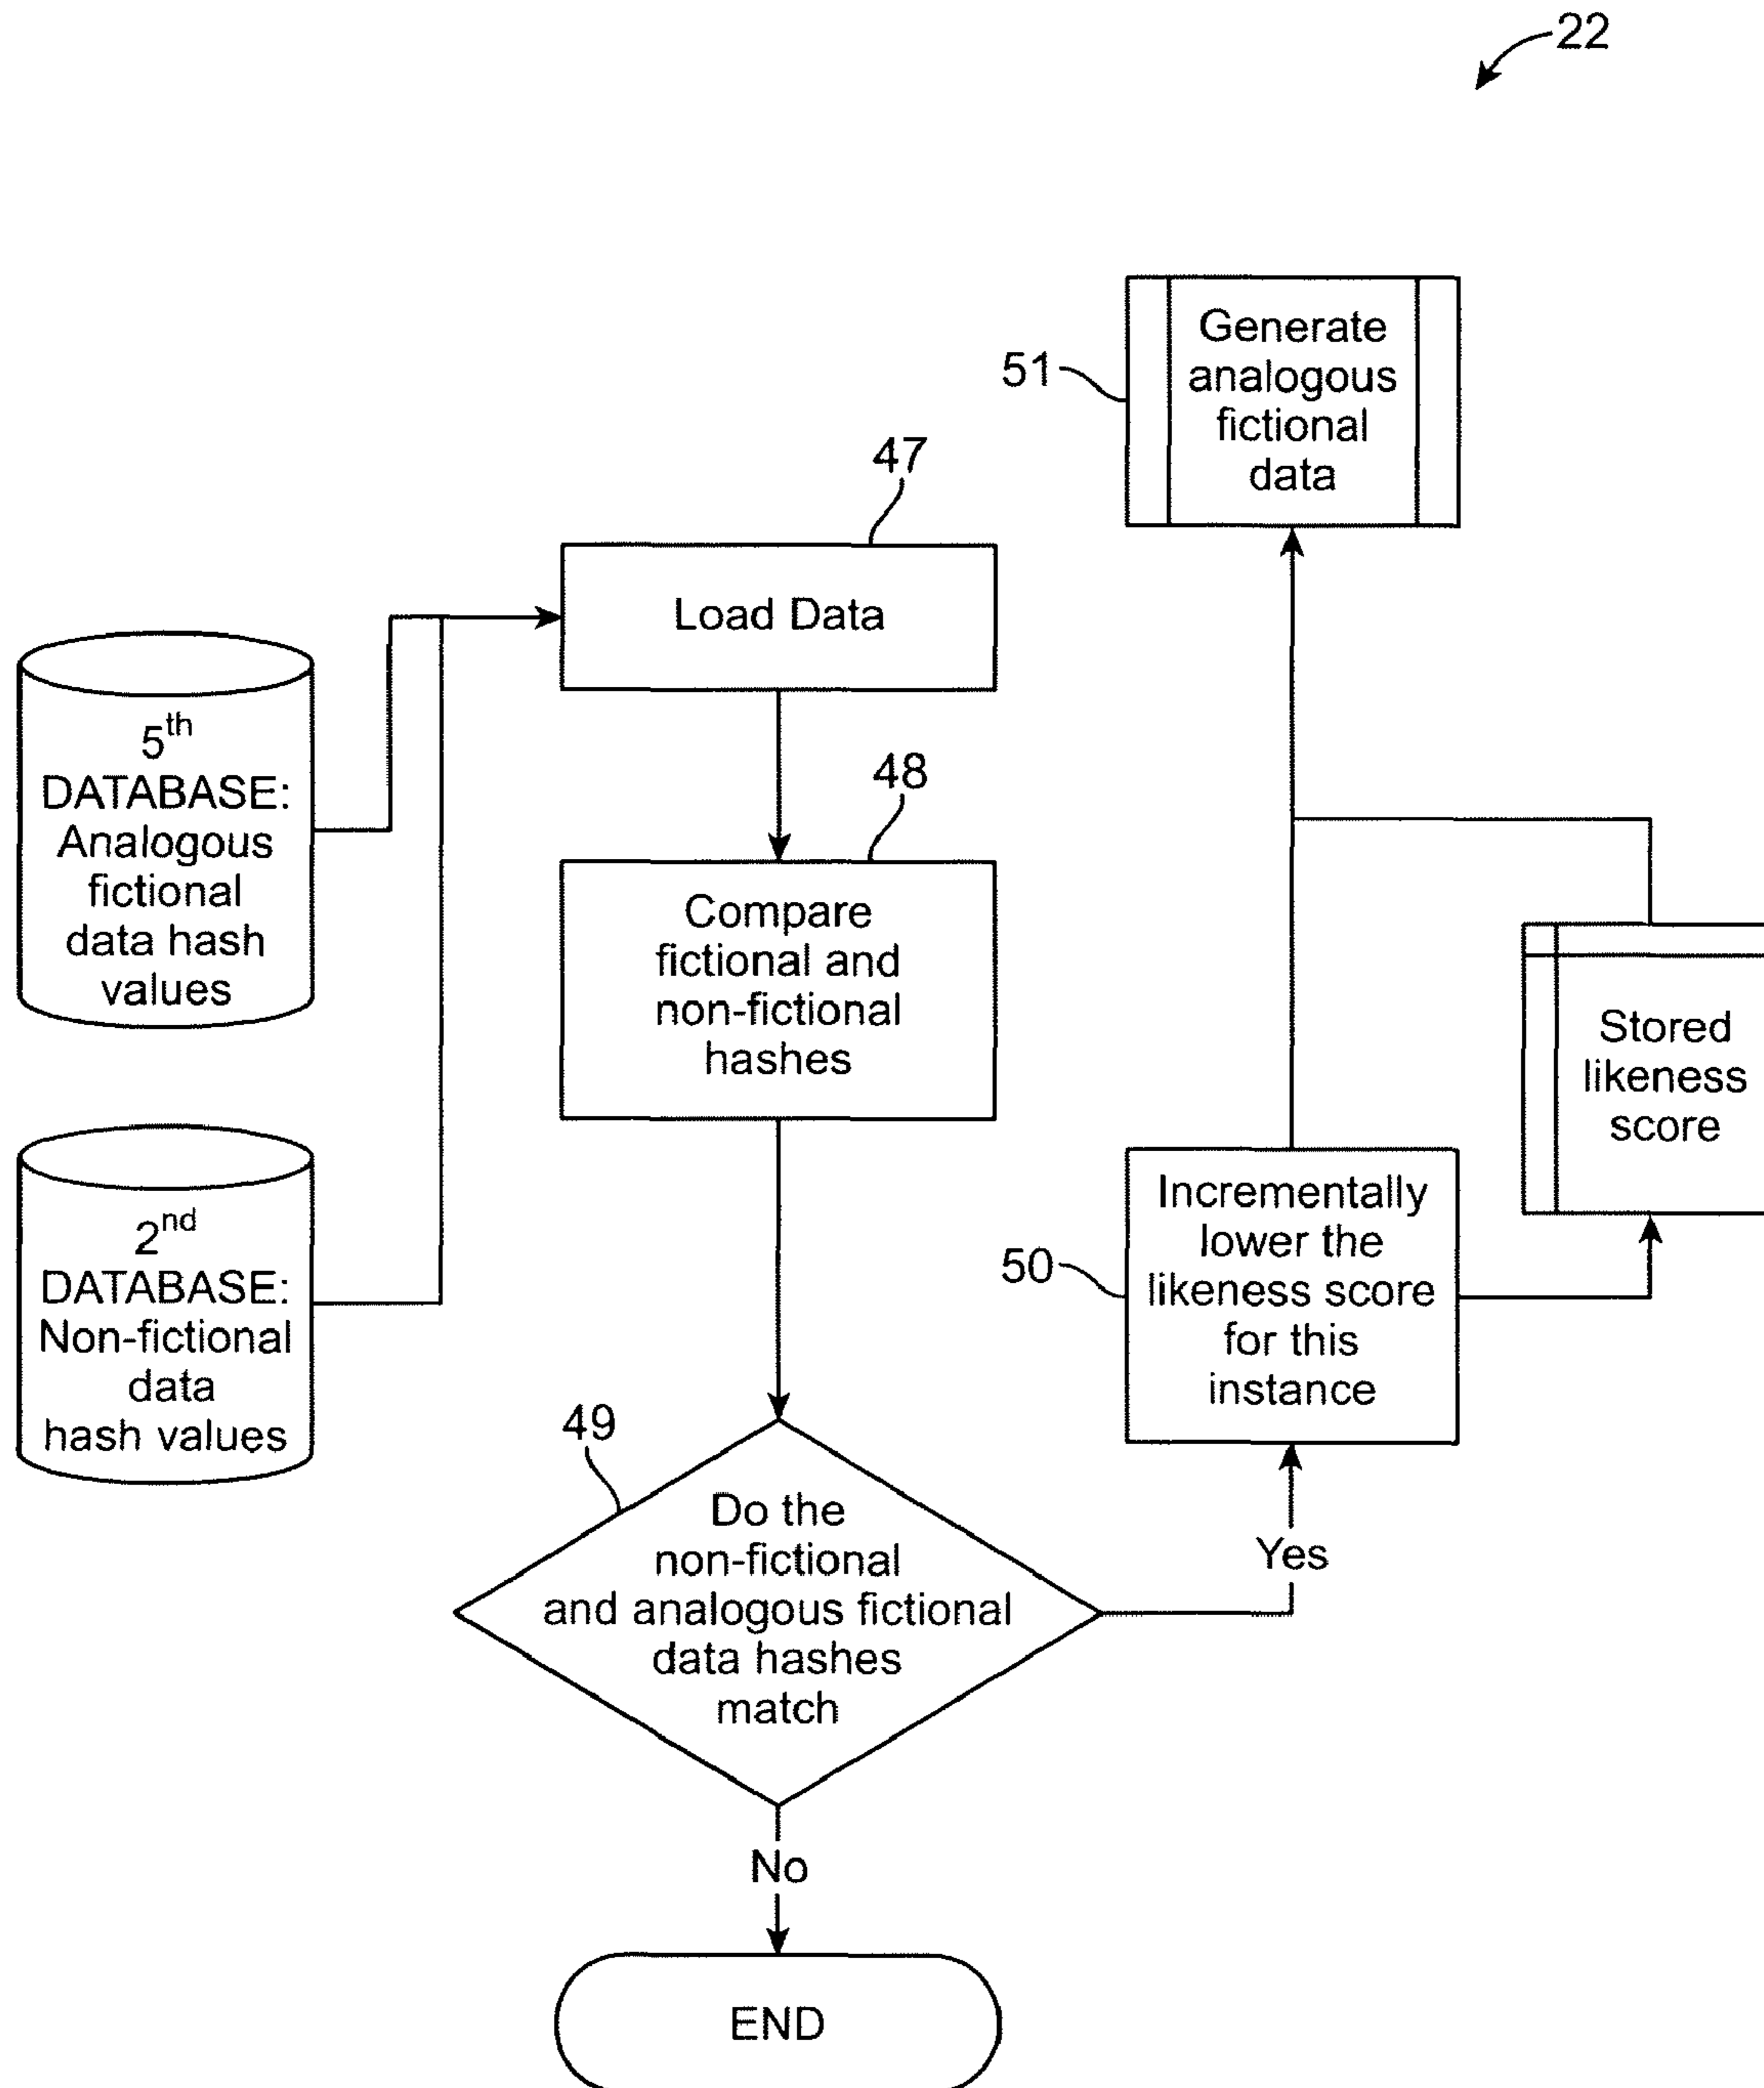 22
51
Generate
analogous
fictional
data
47
Load Data
5th
DATABASE:
Analogous
fictional
data hash
values
48
Compare
fictional and
non-fictional
hashes
Stored
likeness
score
2nd
DATABASE:
Non-fictional
data
hash values
50
Incrementally
lower the
likeness score
for this
instance
49
Do the
non-fictional
and analogous fictional
data hashes
match
Yes
No
END